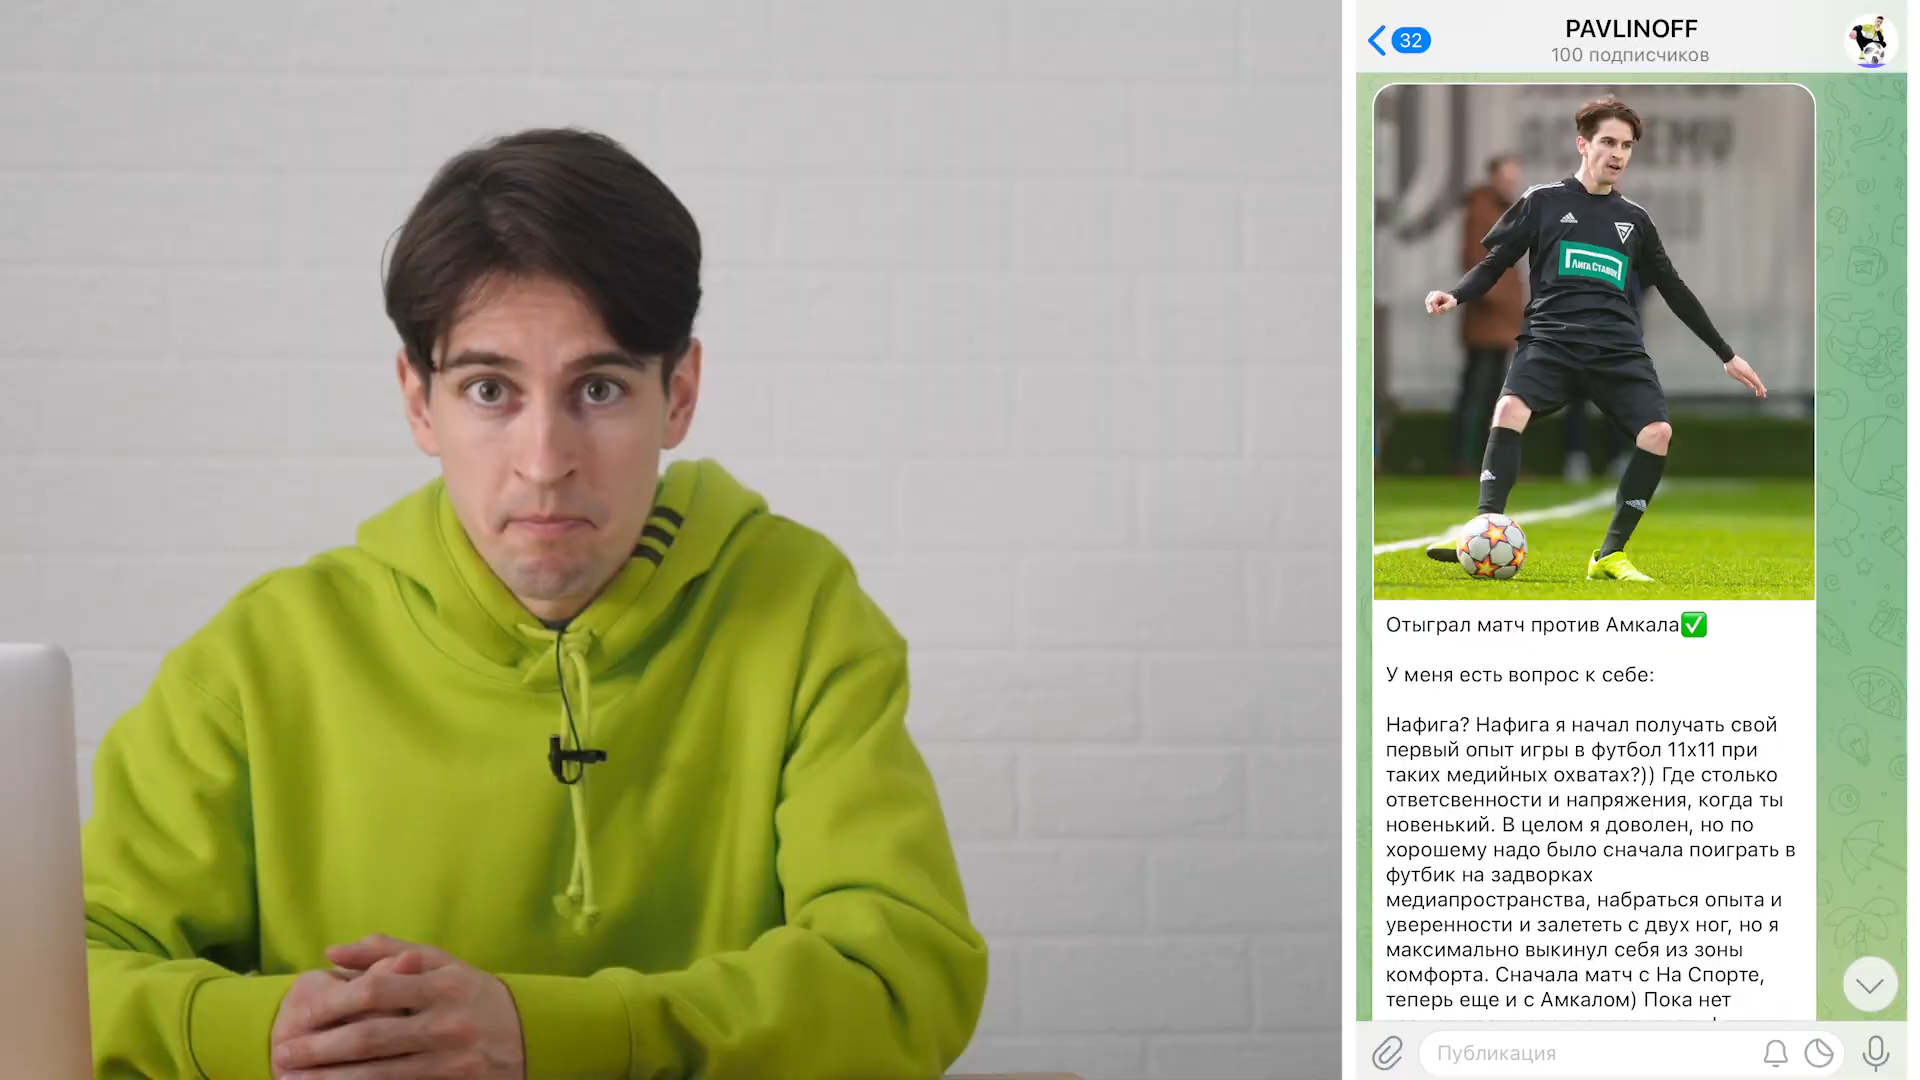 32
PAVLINOFF
100 подписчиков
ЛИГА СТАВОК
Отыграл матч против Амкала✅
У меня есть вопрос к себе:
Нафига? Нафига я начал получать свой
первый опыт игры в футбол 11х11 при
таких медийных охватах?)) Где столько
ответсвенности и напряжения, когда ты
новенький. В целом я доволен, но по
хорошему надо было сначала поиграть в
футбик на задворках
медиапространства, набраться опыта и
уверенности и залететь с двух ног, но я
максимально выкинул себя из зоны
комфорта. Сначала матч с На Спорте,
теперь еще и с Амкалом) Пока нет
Публикация